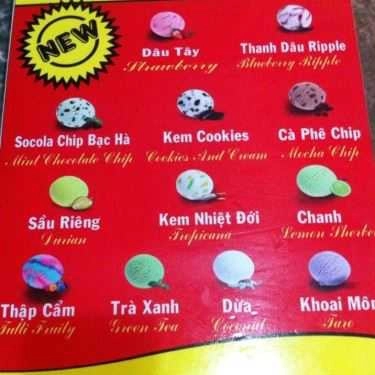 NEW
Dâu Tây
Strawberry
Thanh Dâu Ripple
Blueberry Ripple
Socola Chip Bạc Hà
Mint Chocolate Chip
Kem Cookies
Cookies And Cream
Cà Phê Chip
Mocha Chip
Sầu Riêng
Durian
Kem Nhiệt Đới
Tropicana
Chanh
Lemon Sherbe
Thập Cẩm
Tutti Fruity
Trà Xanh
Green Tea
Dừa
Coconut
Khoai Môn
Taro